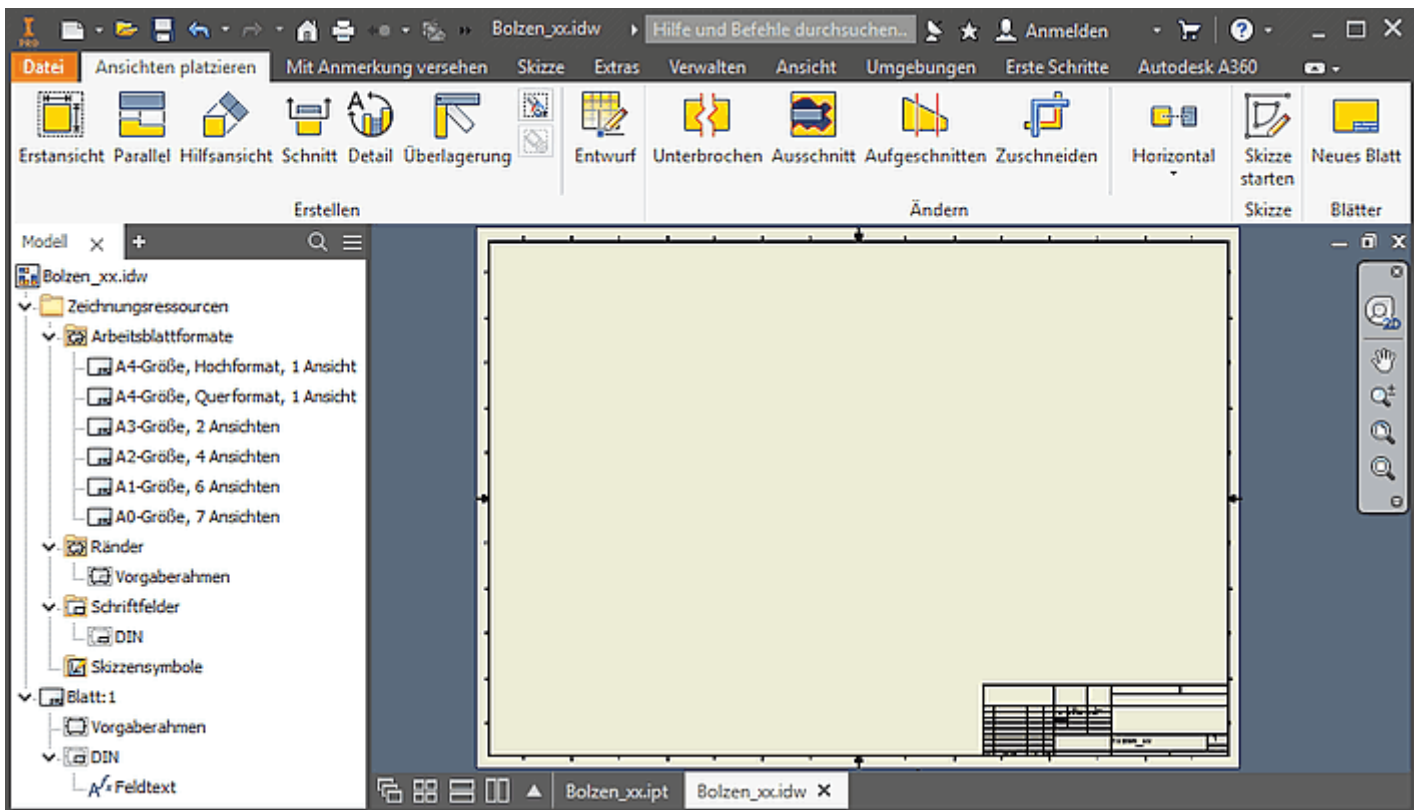 PRO
Bolzen_xx.idw
Hilfe und Befehle durchsuchen..
Anmelden
Datei Ansichten platzieren Mit Anmerkung versehen Skizze Extras Verwalten Ansicht Umgebungen Erste Schritte Autodesk A360
Erstansicht Parallel Hilfsansicht Schnitt Detail Überlagerung Entwurf Unterbrochen Ausschnitt Aufgeschnitten Zuschneiden Horizontal Skizze starten Neues Blatt
Erstellen Ändern Skizze Blätter
Modell
Bolzen_xx.idw
Zeichnungsressourcen
Arbeitsblattformate
A4-Größe, Hochformat, 1 Ansicht
A4-Größe, Querformat, 1 Ansicht
A3-Größe, 2 Ansichten
A2-Größe, 4 Ansichten
A1-Größe, 6 Ansichten
A0-Größe, 7 Ansichten
Ränder
Vorgaberahmen
Schriftfelder
DIN
Skizzensymbole
Blatt:1
Vorgaberahmen
DIN
Feldtext
2D
Bolzen_xx.ipt Bolzen_xx.idw